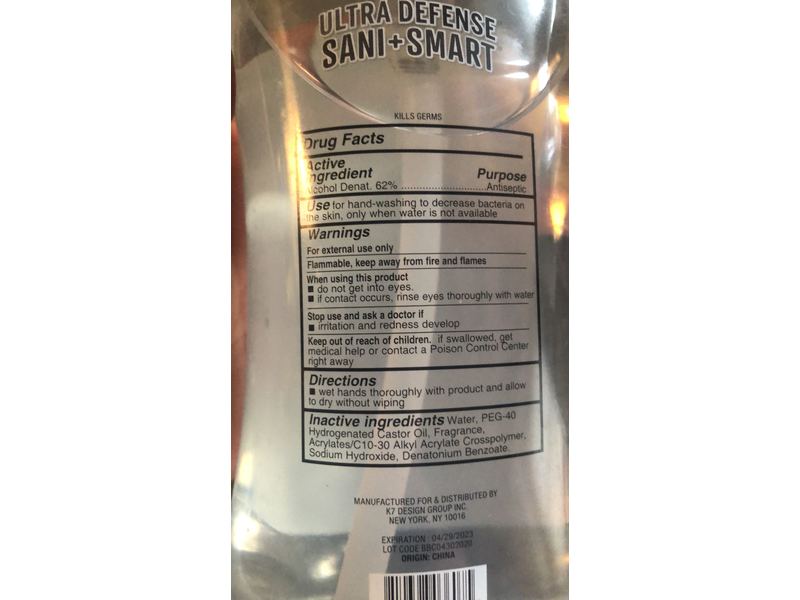 ULTRA DEFENSE
SANI+SMART
KILLS GERMS
Drug Facts
Active
Ingredient
Purpose
Alcohol Denat. 62% ..............................Antiseptic
Use for hand-washing to decrease bacteria on
the skin, only when water is not available
Warnings
For external use only
Flammable, keep away from fire and flames
When using this product
■ do not get into eyes.
■ if contact occurs, rinse eyes thoroughly with water
Stop use and ask a doctor if
■ irritation and redness develop
Keep out of reach of children. if swallowed, get
medical help or contact a Poison Control Center
right away
Directions
■ wet hands thoroughly with product and allow
to dry without wiping
Inactive ingredients Water, PEG-40
Hydrogenated Castor Oil, Fragrance,
Acrylates/C10-30 Alkyl Acrylate Crosspolymer,
Sodium Hydroxide, Denatonium Benzoate.
MANUFACTURED FOR & DISTRIBUTED BY
K7 DESIGN GROUP INC.
NEW YORK, NY 10016
EXPIRATION : 04/29/2023
LOT CODE BBC04302020
ORIGIN: CHINA